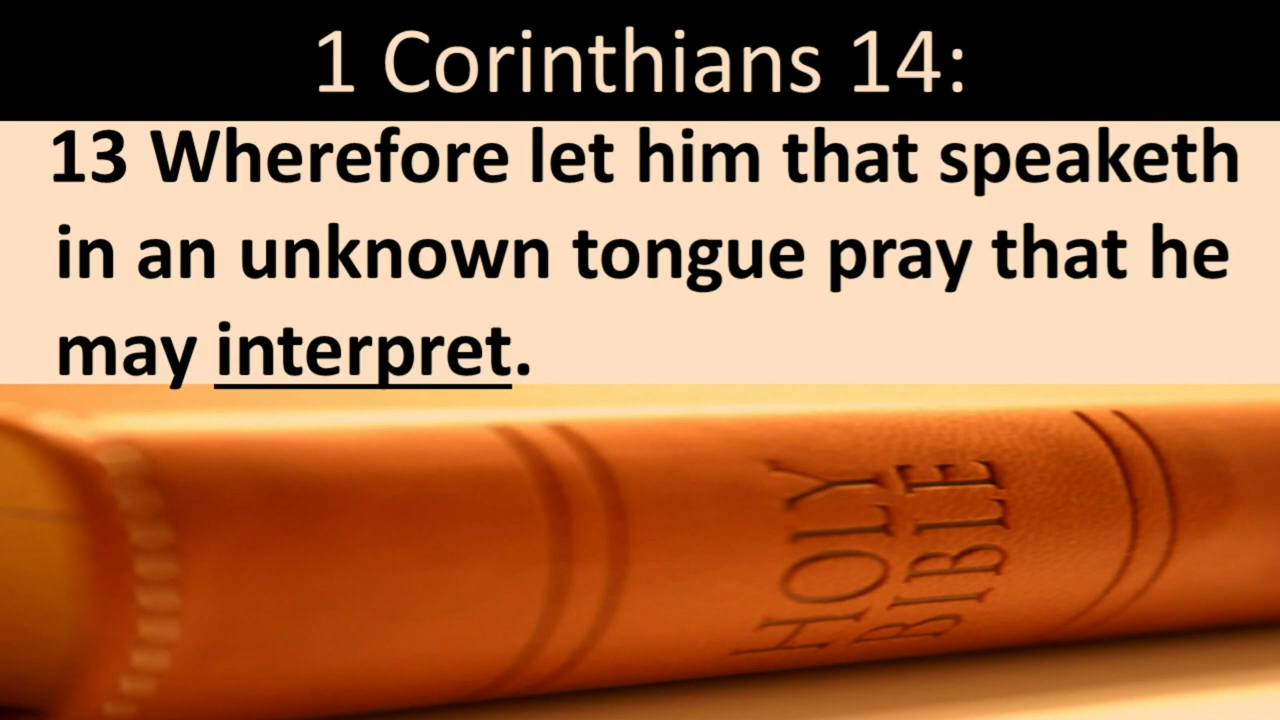 1 Corinthians 14:
13 Wherefore let him that speaketh
in an unknown tongue pray that he
may interpret.
HOLY
BIBLE